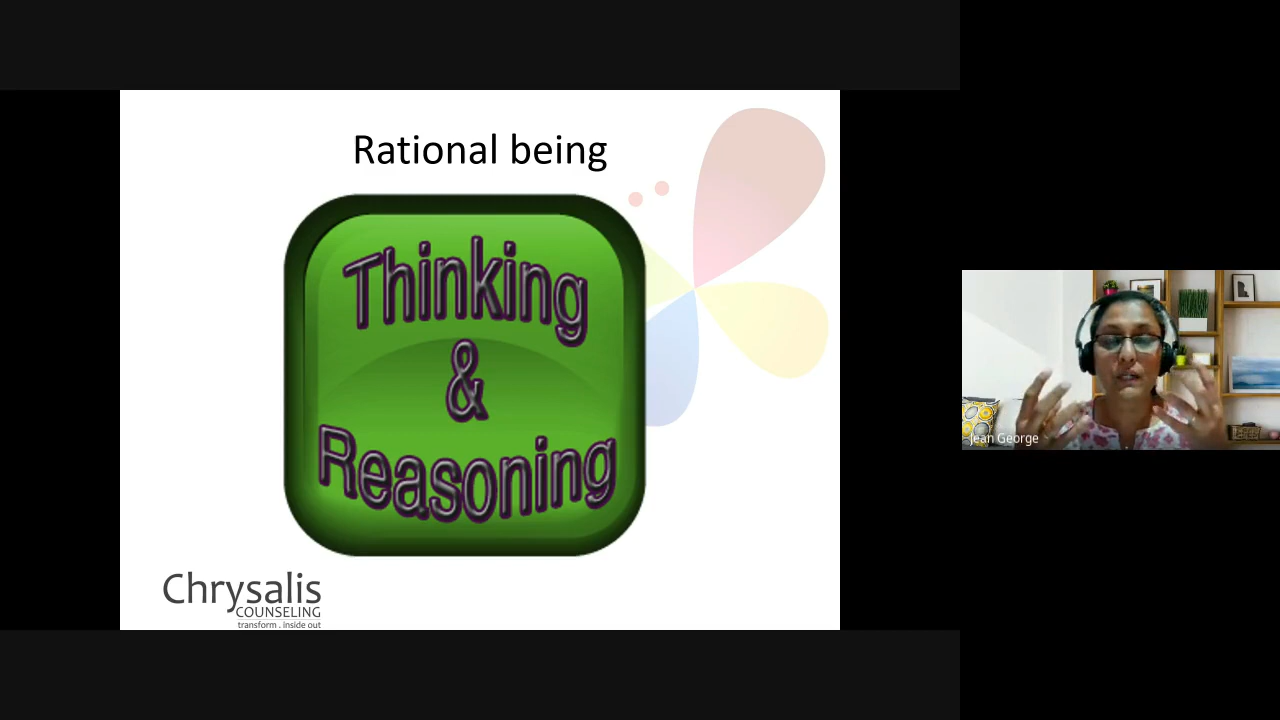 Rational being
Thinking
&
Reasoning
Chrysalis
COUNSELING
transform . inside out
Jean George